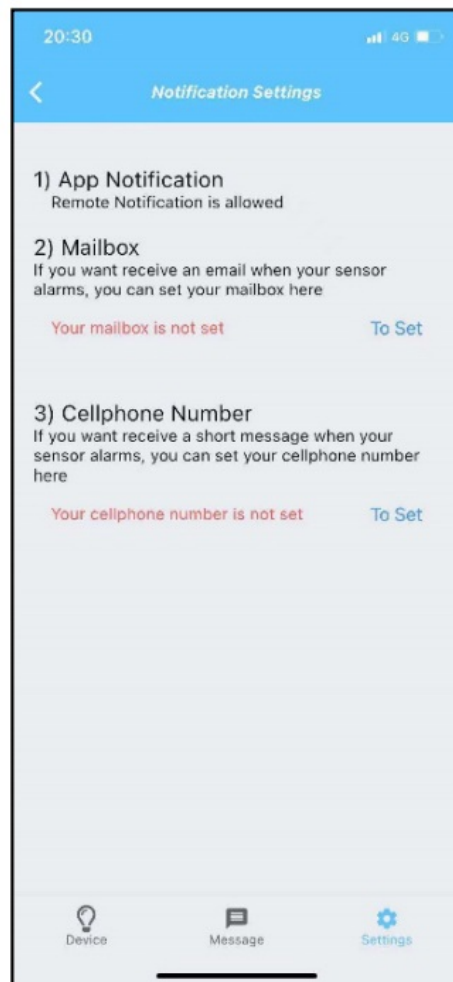 20:30
4G
Notification Settings
1) App Notification
Remote Notification is allowed
2) Mailbox
If you want receive an email when your sensor
alarms, you can set your mailbox here
Your mailbox is not set
To Set
3) Cellphone Number
If you want receive a short message when your
sensor alarms, you can set your cellphone number
here
Your cellphone number is not set
To Set
Device
Message
Settings